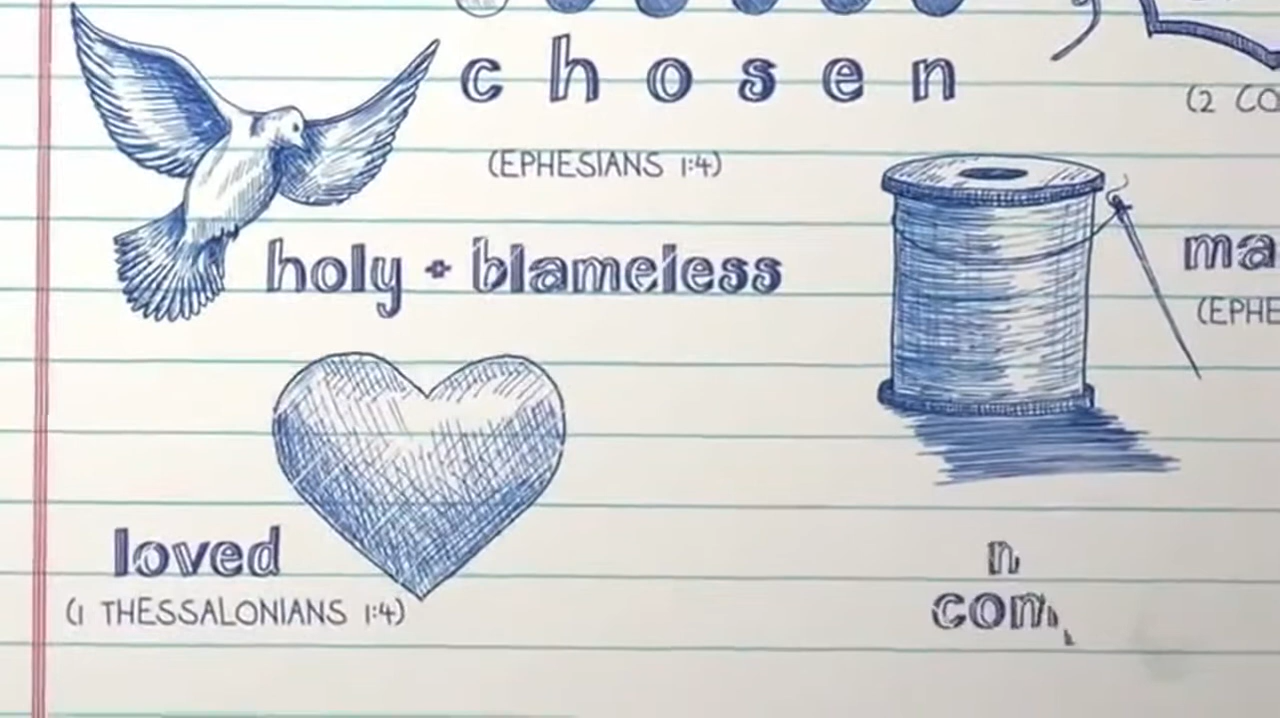 chosen
(EPHESIANS 1:4)
holy + blameless
loved
(1 THESSALONIANS 1:4)
(2 CO
ma
(EPHE
n
com